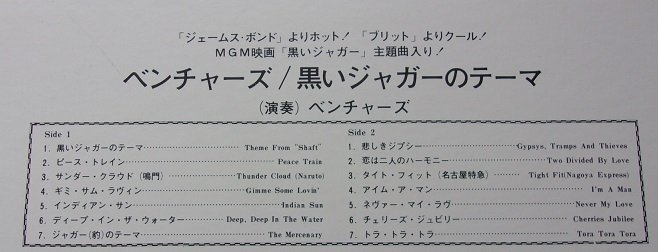 「ジェームス・ボンド」よりホット!「ブリット」よりクール!
MGM映画「黒いジャガー」主題曲入り!
ベンチャーズ/黒いジャガーのテーマ
(演奏)ベンチャーズ
Side 1
1. 黒いジャガーのテーマ Theme From "Shaft"
2. ピース・トレイン Peace Train
3. サンダー・クラウド (鳴門) Thunder Cloud (Naruto)
4. ギミ・サム・ラヴィン Gimme Some Lovin'
5. インディアン・サン Indian Sun
6. ディープ・イン・ザ・ウォーター Deep, Deep In The Water
7. ジャガー(豹)のテーマ The Mercenary
Side 2
1. 悲しきジプシー Gypsys, Tramps And Thieves
2. 恋は二人のハーモニー Two Divided By Love
3. タイト・フィット (名古屋特急) Tight Fit(Nagoya Express)
4. アイム・ア・マン I'm A Man
5. ネヴァー・マイ・ラヴ Never My Love
6. チェリーズ・ジュビリー Cherries Jubilee
7. トラ・トラ・トラ Tora Tora Tora